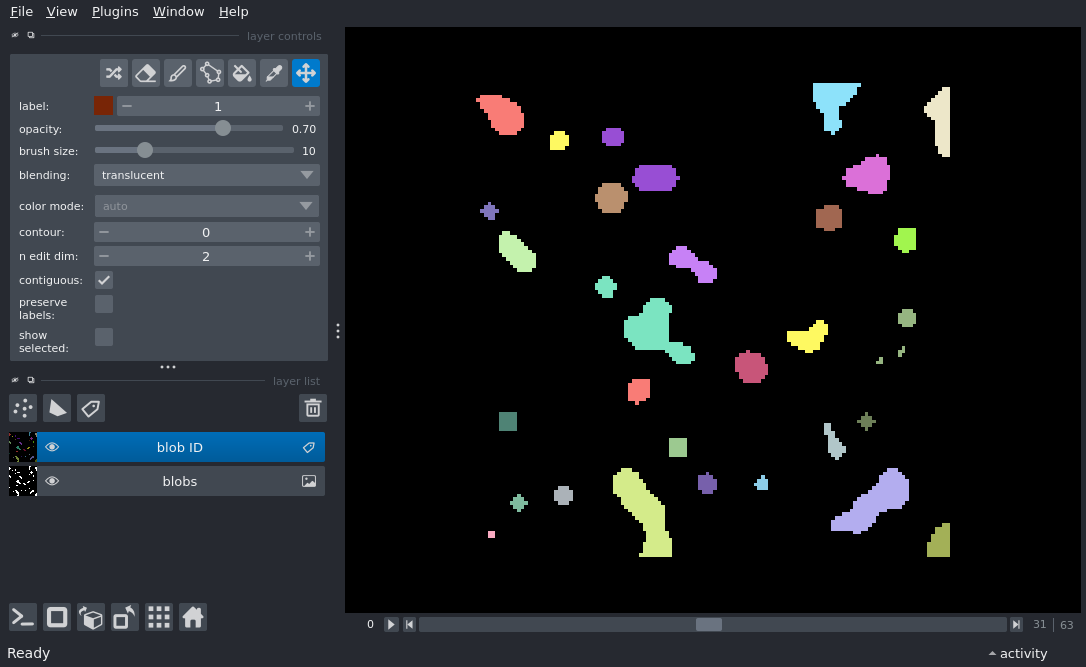 File View Plugins Window Help
layer controls
label: 1
opacity: 0.70
brush size: 10
blending: translucent
color mode: auto
contour: 0
n edit dim: 2
contiguous:
preserve
labels:
show
selected:
layer list
blob ID
blobs
0 31 63
Ready activity